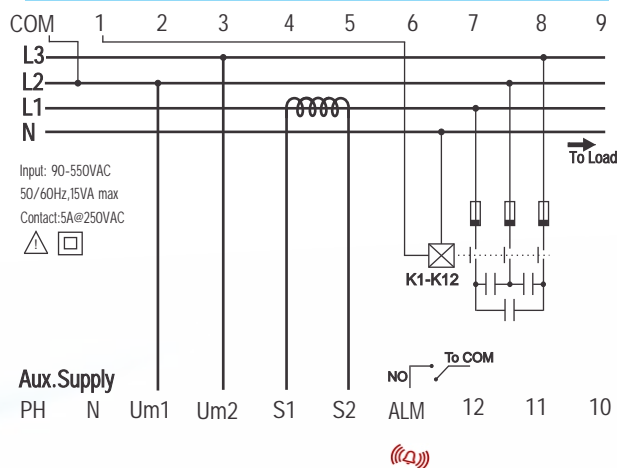 COM 1 2 3 4 5 6 7 8 9
L3
L2
L1
N
To Load
Input: 90-550VAC
50/60Hz,15VA max
Contact:5A@250VAC
K1-K12
To COM
NO
Aux.Supply
PH N Um1 Um2 S1 S2 ALM 12 11 10